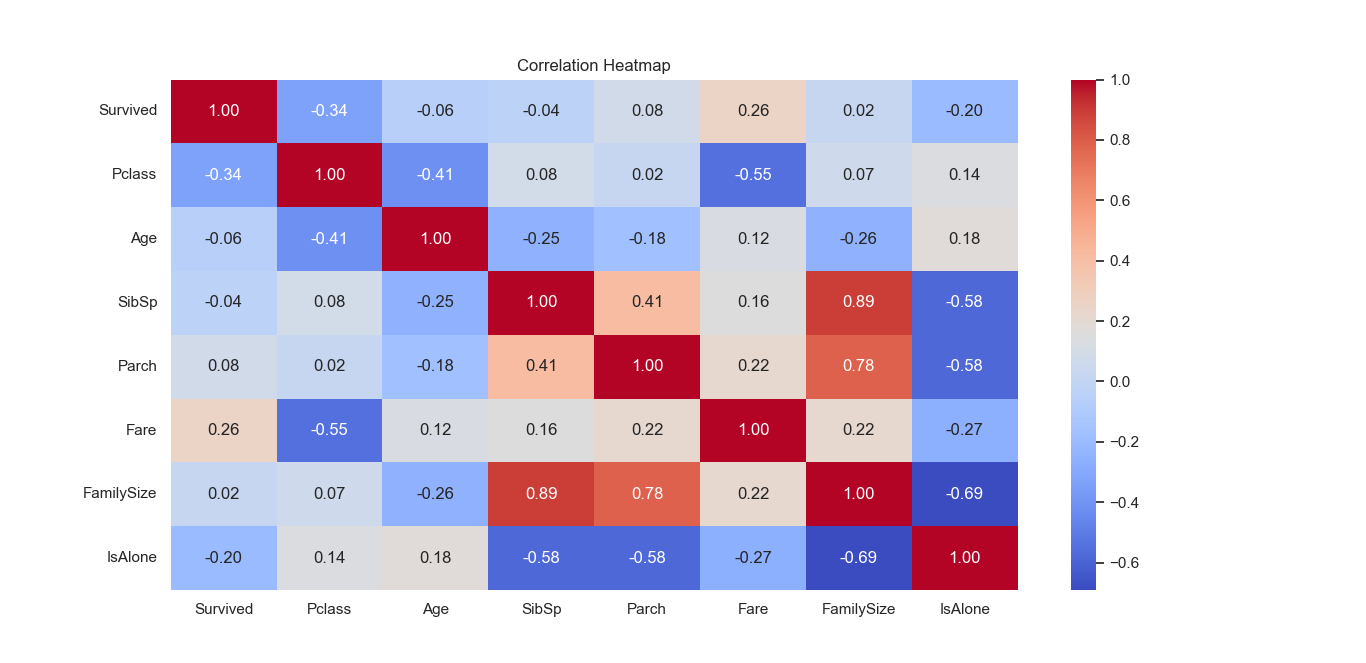 Correlation Heatmap
Survived 1.00 -0.34 -0.06 -0.04 0.08 0.26 0.02 -0.20
Pclass -0.34 1.00 -0.41 0.08 0.02 -0.55 0.07 0.14
Age -0.06 -0.41 1.00 -0.25 -0.18 0.12 -0.26 0.18
SibSp -0.04 0.08 -0.25 1.00 0.41 0.16 0.89 -0.58
Parch 0.08 0.02 -0.18 0.41 1.00 0.22 0.78 -0.58
Fare 0.26 -0.55 0.12 0.16 0.22 1.00 0.22 -0.27
FamilySize 0.02 0.07 -0.26 0.89 0.78 0.22 1.00 -0.69
IsAlone -0.20 0.14 0.18 -0.58 -0.58 -0.27 -0.69 1.00
Survived Pclass Age SibSp Parch Fare FamilySize IsAlone
1.0
0.8
0.6
0.4
0.2
0.0
−0.2
−0.4
−0.6